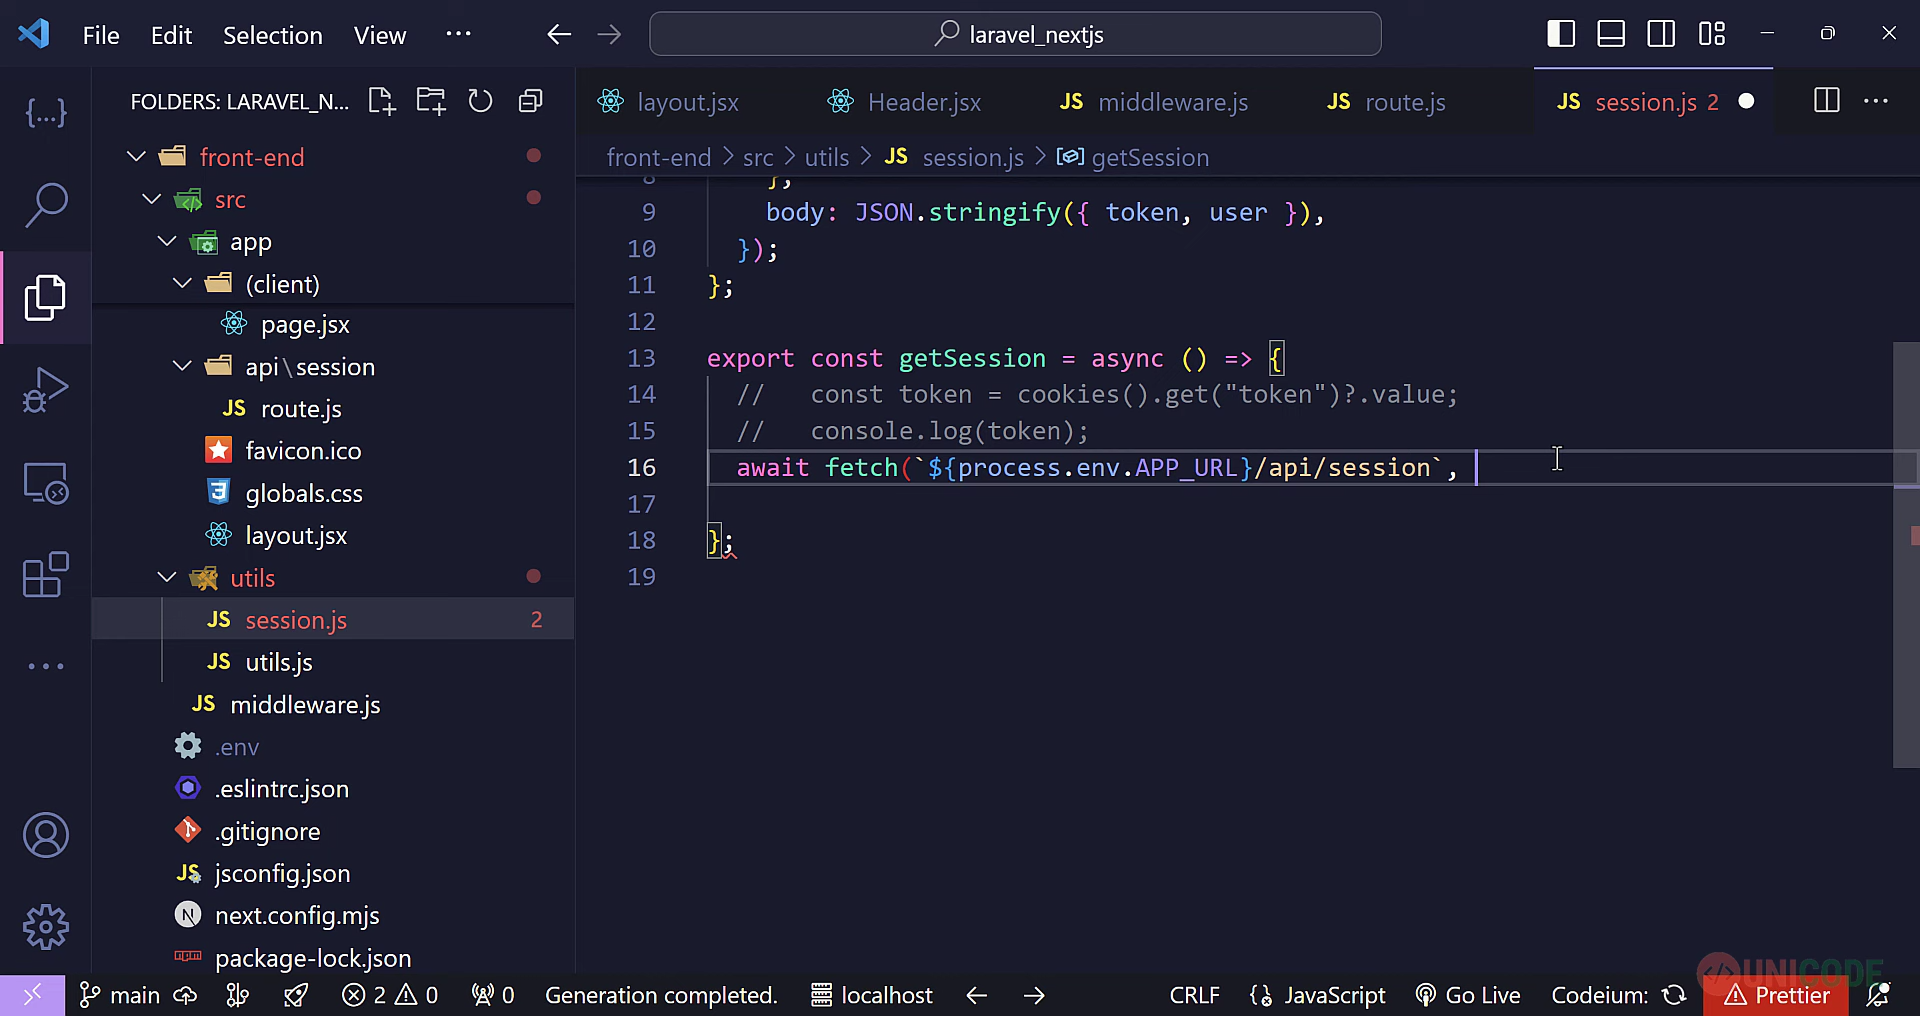 File Edit Selection View ...
laravel_nextjs
FOLDERS: LARAVEL_N...
layout.jsx
Header.jsx
JS middleware.js
JS route.js
JS session.js 2
front-end > src > utils > JS session.js > getSession
{...}
front-end
src
app
(client)
page.jsx
api\session
JS route.js
favicon.ico
globals.css
layout.jsx
utils
JS session.js 2
JS utils.js
JS middleware.js
.env
.eslintrc.json
.gitignore
JS jsconfig.json
N next.config.mjs
package-lock.json
8 },
9 body: JSON.stringify({ token, user }),
10 });
11 };
12
13 export const getSession = async () => {
14 //   const token = cookies().get("token")?.value;
15 //   console.log(token);
16 await fetch(`${process.env.APP_URL}/api/session`,
17
18 };
19
main 2 0 0 Generation completed. localhost CRLF JavaScript Go Live Codeium: Prettier
UNICODE